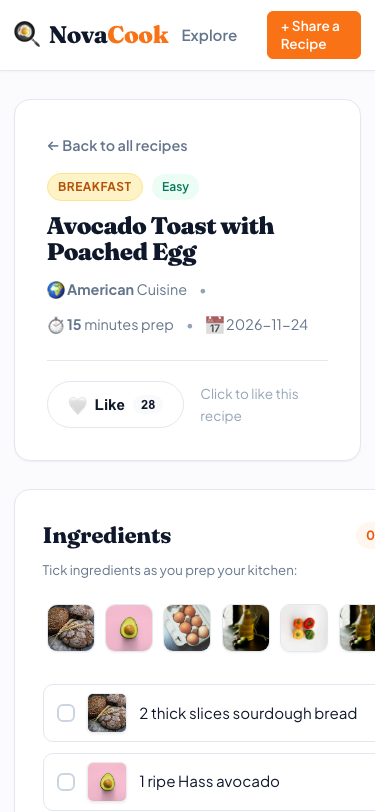 NovaCook
Explore
+ Share a
Recipe
← Back to all recipes
BREAKFAST
Easy
Avocado Toast with
Poached Egg
American Cuisine •
15 minutes prep • 2026-11-24
Like 28
Click to like this
recipe
Ingredients
0
Tick ingredients as you prep your kitchen:
2 thick slices sourdough bread
1 ripe Hass avocado